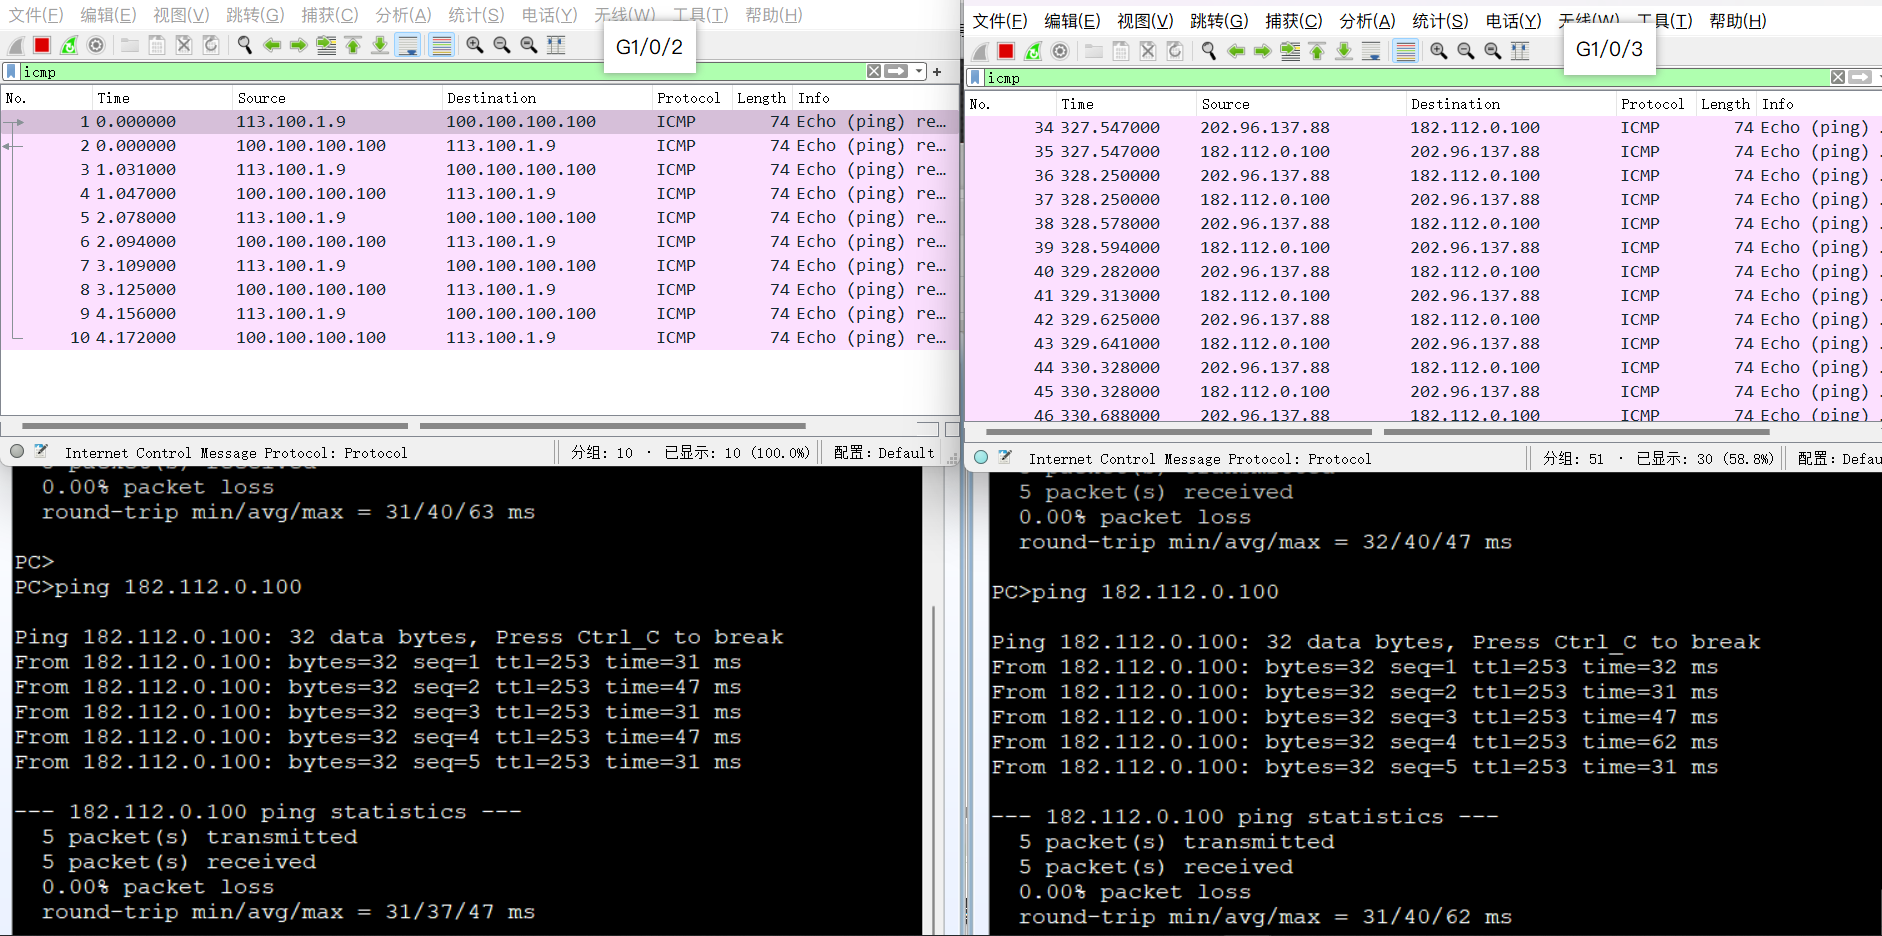 文件(F) 编辑(E) 视图(V) 跳转(G) 捕获(C) 分析(A) 统计(S) 电话(Y) 无线(W) 工具(T) 帮助(H)
G1/0/2
icmp
No. Time Source Destination Protocol Length Info
1 0.000000 113.100.1.9 100.100.100.100 ICMP 74 Echo (ping) re…
2 0.000000 100.100.100.100 113.100.1.9 ICMP 74 Echo (ping) re…
3 1.031000 113.100.1.9 100.100.100.100 ICMP 74 Echo (ping) re…
4 1.047000 100.100.100.100 113.100.1.9 ICMP 74 Echo (ping) re…
5 2.078000 113.100.1.9 100.100.100.100 ICMP 74 Echo (ping) re…
6 2.094000 100.100.100.100 113.100.1.9 ICMP 74 Echo (ping) re…
7 3.109000 113.100.1.9 100.100.100.100 ICMP 74 Echo (ping) re…
8 3.125000 100.100.100.100 113.100.1.9 ICMP 74 Echo (ping) re…
9 4.156000 113.100.1.9 100.100.100.100 ICMP 74 Echo (ping) re…
10 4.172000 100.100.100.100 113.100.1.9 ICMP 74 Echo (ping) re…
Internet Control Message Protocol: Protocol 分组: 10 · 已显示: 10 (100.0%) 配置: Default
5 packet(s) received
0.00% packet loss
round-trip min/avg/max = 31/40/63 ms
PC>
PC>ping 182.112.0.100
Ping 182.112.0.100: 32 data bytes, Press Ctrl_C to break
From 182.112.0.100: bytes=32 seq=1 ttl=253 time=31 ms
From 182.112.0.100: bytes=32 seq=2 ttl=253 time=47 ms
From 182.112.0.100: bytes=32 seq=3 ttl=253 time=31 ms
From 182.112.0.100: bytes=32 seq=4 ttl=253 time=47 ms
From 182.112.0.100: bytes=32 seq=5 ttl=253 time=31 ms
--- 182.112.0.100 ping statistics ---
5 packet(s) transmitted
5 packet(s) received
0.00% packet loss
round-trip min/avg/max = 31/37/47 ms
文件(F) 编辑(E) 视图(V) 跳转(G) 捕获(C) 分析(A) 统计(S) 电话(Y) 无线(W) 工具(T) 帮助(H)
G1/0/3
icmp
No. Time Source Destination Protocol Length Info
34 327.547000 202.96.137.88 182.112.0.100 ICMP 74 Echo (ping) .
35 327.547000 182.112.0.100 202.96.137.88 ICMP 74 Echo (ping) .
36 328.250000 202.96.137.88 182.112.0.100 ICMP 74 Echo (ping) .
37 328.250000 182.112.0.100 202.96.137.88 ICMP 74 Echo (ping) .
38 328.578000 202.96.137.88 182.112.0.100 ICMP 74 Echo (ping) .
39 328.594000 182.112.0.100 202.96.137.88 ICMP 74 Echo (ping) .
40 329.282000 202.96.137.88 182.112.0.100 ICMP 74 Echo (ping) .
41 329.313000 182.112.0.100 202.96.137.88 ICMP 74 Echo (ping) .
42 329.625000 202.96.137.88 182.112.0.100 ICMP 74 Echo (ping) .
43 329.641000 182.112.0.100 202.96.137.88 ICMP 74 Echo (ping) .
44 330.328000 202.96.137.88 182.112.0.100 ICMP 74 Echo (ping) .
45 330.328000 182.112.0.100 202.96.137.88 ICMP 74 Echo (ping) .
46 330.688000 202.96.137.88 182.112.0.100 ICMP 74 Echo (ping) .
Internet Control Message Protocol: Protocol 分组: 51 · 已显示: 30 (58.8%) 配置: Defau
5 packet(s) transmitted
5 packet(s) received
0.00% packet loss
round-trip min/avg/max = 32/40/47 ms
PC>ping 182.112.0.100
Ping 182.112.0.100: 32 data bytes, Press Ctrl_C to break
From 182.112.0.100: bytes=32 seq=1 ttl=253 time=32 ms
From 182.112.0.100: bytes=32 seq=2 ttl=253 time=31 ms
From 182.112.0.100: bytes=32 seq=3 ttl=253 time=47 ms
From 182.112.0.100: bytes=32 seq=4 ttl=253 time=62 ms
From 182.112.0.100: bytes=32 seq=5 ttl=253 time=31 ms
--- 182.112.0.100 ping statistics ---
5 packet(s) transmitted
5 packet(s) received
0.00% packet loss
round-trip min/avg/max = 31/40/62 ms